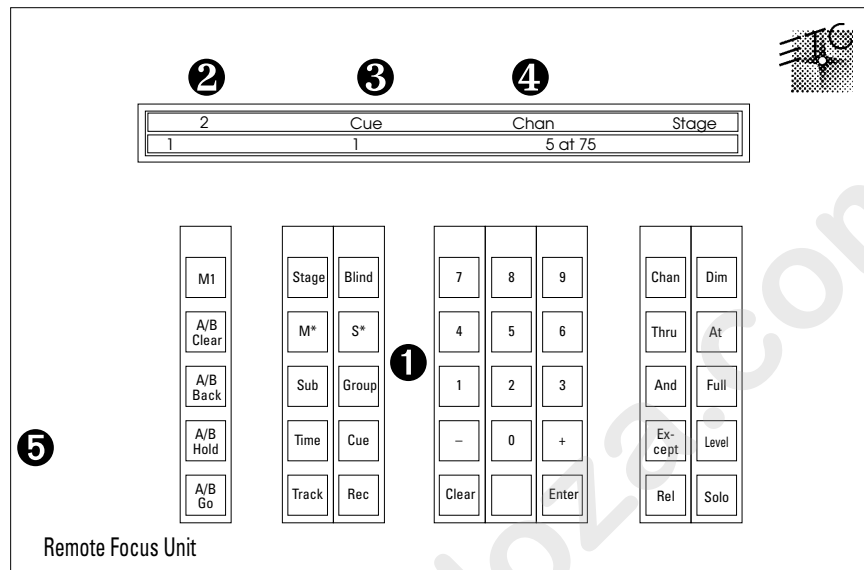 ETC
❷ ❸ ❹
2 Cue Chan Stage
1 1 5 at 75
M1 Stage Blind 7 8 9 Chan Dim
A/B Clear M* S* 4 5 6 Thru At
❶
A/B Back Sub Group 1 2 3 And Full
❺
A/B Hold Time Cue – 0 + Ex- cept Level
A/B Go Track Rec Clear Enter Rel Solo
Remote Focus Unit